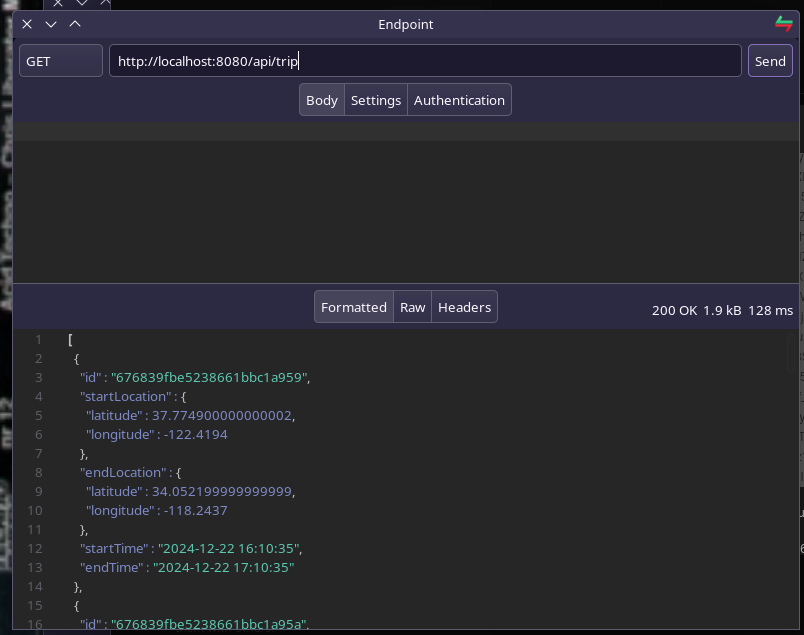 Endpoint
GET http://localhost:8080/api/trip Send
Body Settings Authentication
Formatted Raw Headers 200 OK 1.9 kB 128 ms
1 [
2 {
3 "id" : "676839fbe5238661bbc1a959",
4 "startLocation" : {
5 "latitude" : 37.774900000000002,
6 "longitude" : -122.4194
7 },
8 "endLocation" : {
9 "latitude" : 34.052199999999999,
10 "longitude" : -118.2437
11 },
12 "startTime" : "2024-12-22 16:10:35",
13 "endTime" : "2024-12-22 17:10:35"
14 },
15 {
16 "id" : "676839fbe5238661bbc1a95a",